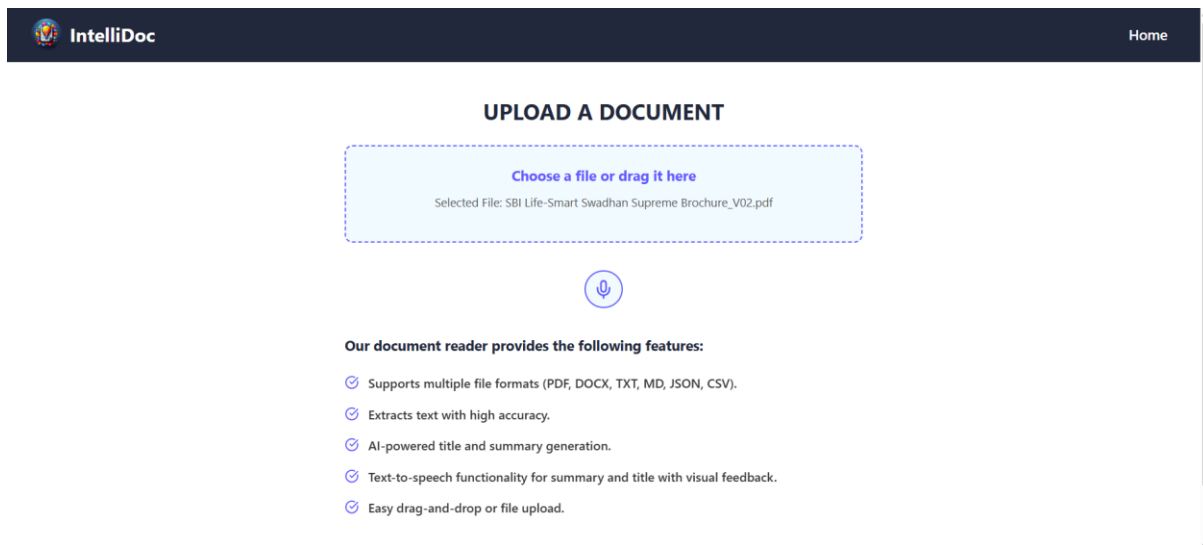 IntelliDoc
Home
UPLOAD A DOCUMENT
Choose a file or drag it here
Selected File: SBI Life-Smart Swadhan Supreme Brochure_V02.pdf
Our document reader provides the following features:
Supports multiple file formats (PDF, DOCX, TXT, MD, JSON, CSV).
Extracts text with high accuracy.
AI-powered title and summary generation.
Text-to-speech functionality for summary and title with visual feedback.
Easy drag-and-drop or file upload.